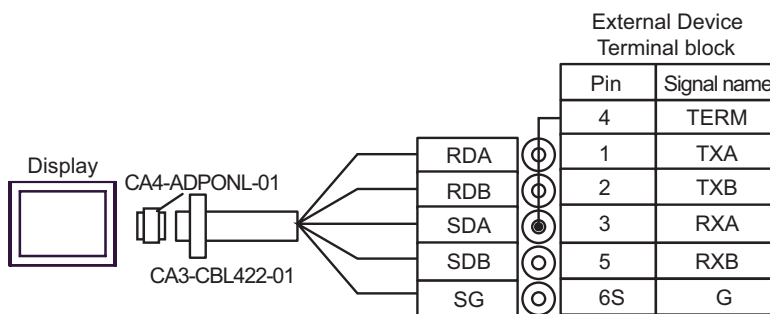 External Device
Terminal block
Pin Signal name
4 TERM
RDA 1 TXA
Display
CA4-ADPONL-01
RDB 2 TXB
SDA 3 RXA
CA3-CBL422-01
SDB 5 RXB
SG 6S G